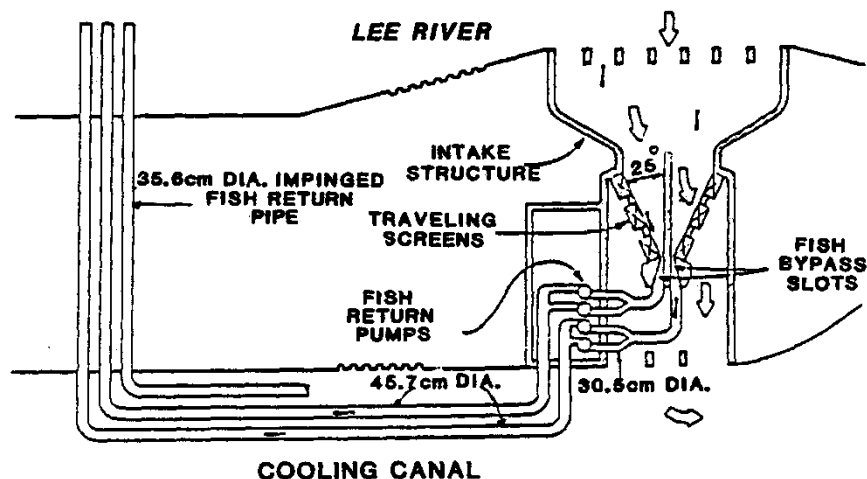 LEE RIVER
INTAKE
STRUCTURE
25°
35.6cm DIA. IMPINGED
FISH RETURN
PIPE
TRAVELING
SCREENS
FISH
BYPASS
SLOTS
FISH
RETURN
PUMPS
45.7cm DIA.
30.5cm DIA.
COOLING CANAL